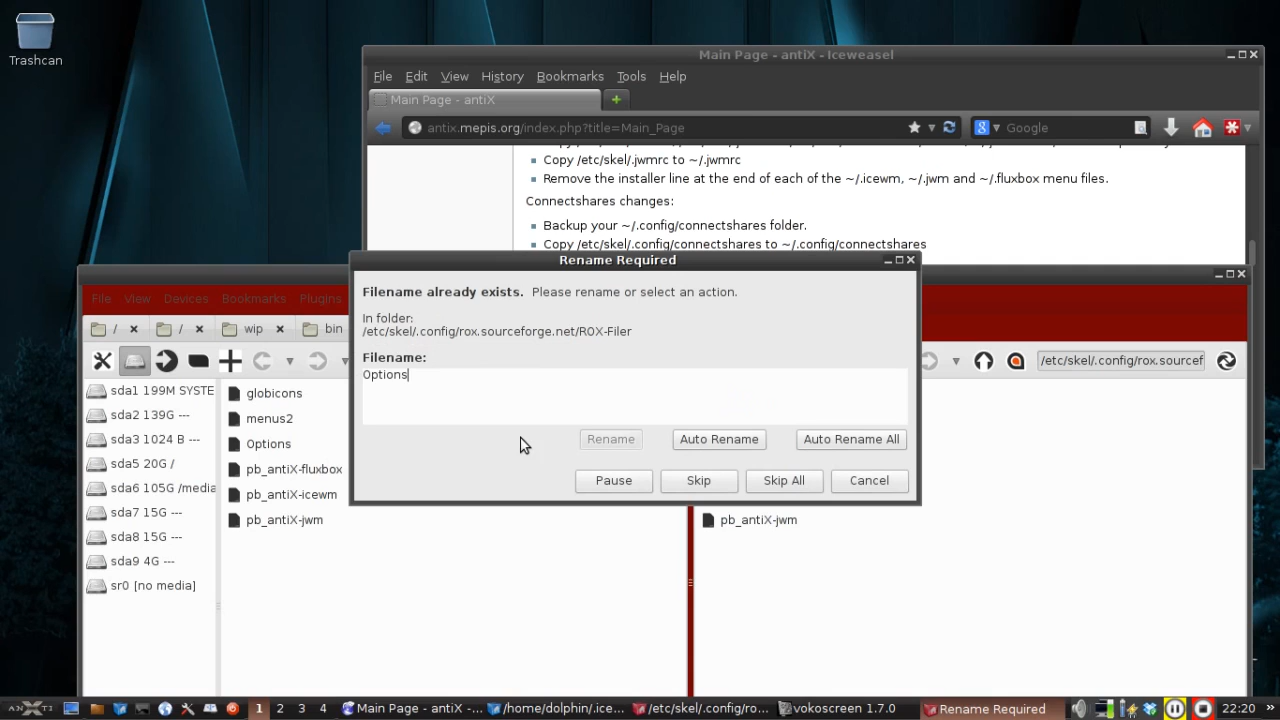 Trashcan
Main Page - antiX - Iceweasel
File Edit View History Bookmarks Tools Help
Main Page - antiX
antix.mepis.org/index.php?title=Main_Page
Google
Copy /etc/skel/.jwmrc to ~/.jwmrc
Remove the installer line at the end of each of the ~/.icewm, ~/.jwm and ~/.fluxbox menu files.
Connectshares changes:
Backup your ~/.config/connectshares folder.
Copy /etc/skel/.config/connectshares to ~/.config/connectshares
Rename Required
Filename already exists. Please rename or select an action.
In folder:
/etc/skel/.config/rox.sourceforge.net/ROX-Filer
Filename:
Options
Rename Auto Rename Auto Rename All
Pause Skip Skip All Cancel
File View Devices Bookmarks Plugins
/ / wip bin
/etc/skel/.config/rox.sourcef
sda1 199M SYSTE
sda2 139G ---
sda3 1024 B ---
sda5 20G /
sda6 105G /media
sda7 15G ---
sda8 15G ---
sda9 4G ---
sr0 [no media]
globicons
menus2
Options
pb_antiX-fluxbox
pb_antiX-icewm
pb_antiX-jwm
pb_antiX-jwm
1 2 3 4 Main Page - antiX -... /home/dolphin/.ice... /etc/skel/.config/ro... vokoscreen 1.7.0 Rename Required 22:20